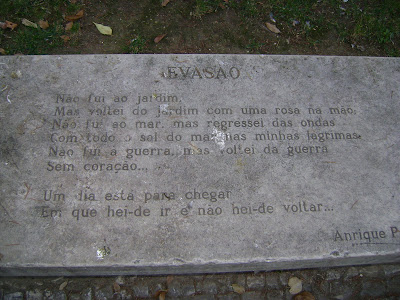 EVASÃO
Não fui ao jardim,
Mas voltei do jardim com uma rosa na mão.
Não fui ao mar, mas regressei das ondas
Com todo o sal do mar nas minhas lágrimas.
Não fui à guerra, mas voltei da guerra
Sem coração...
Um dia está para chegar
Em que hei-de ir e não hei-de voltar...
Anrique P